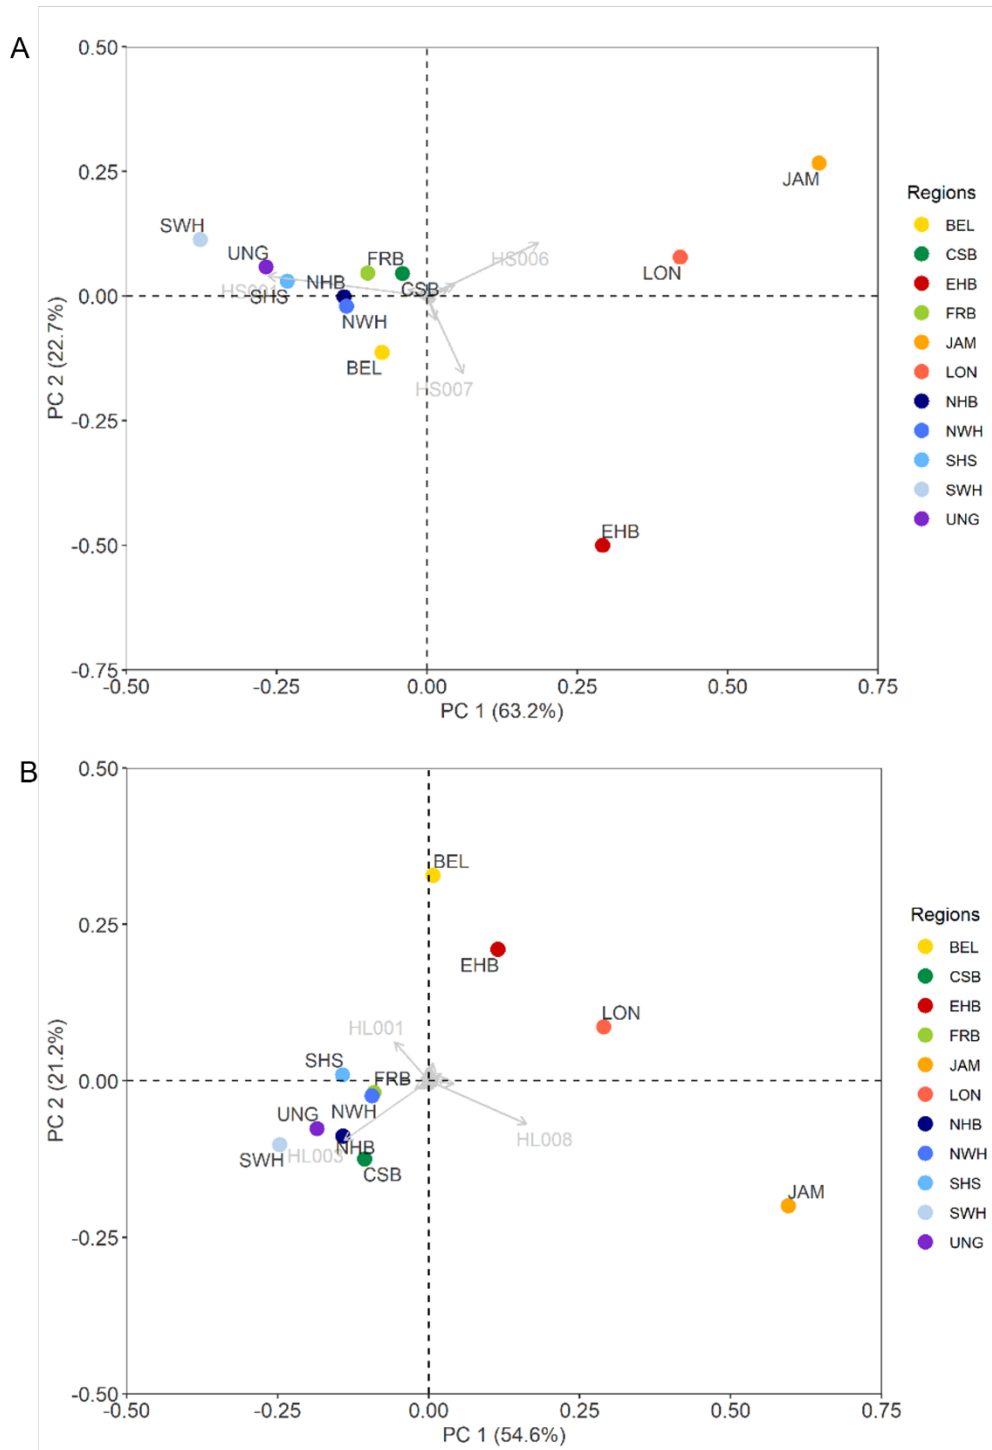 A
0.50
0.25
0.00
-0.25
-0.50
-0.75
PC 2 (22.7%)
JAM
SWH
UNG
FRB
HS006
LON
HS001
SHS
NHB
CSB
NWH
BEL
HS007
EHB
-0.50
-0.25
0.00
0.25
0.50
0.75
PC 1 (63.2%)
Regions
BEL
CSB
EHB
FRB
JAM
LON
NHB
NWH
SHS
SWH
UNG
B
0.50
0.25
0.00
-0.25
-0.50
PC 2 (21.2%)
BEL
EHB
LON
HL001
SHS
FRB
UNG
NWH
HL008
SWH
HL003
NHB
CSB
JAM
-0.50
-0.25
0.00
0.25
0.50
0.75
PC 1 (54.6%)
Regions
BEL
CSB
EHB
FRB
JAM
LON
NHB
NWH
SHS
SWH
UNG